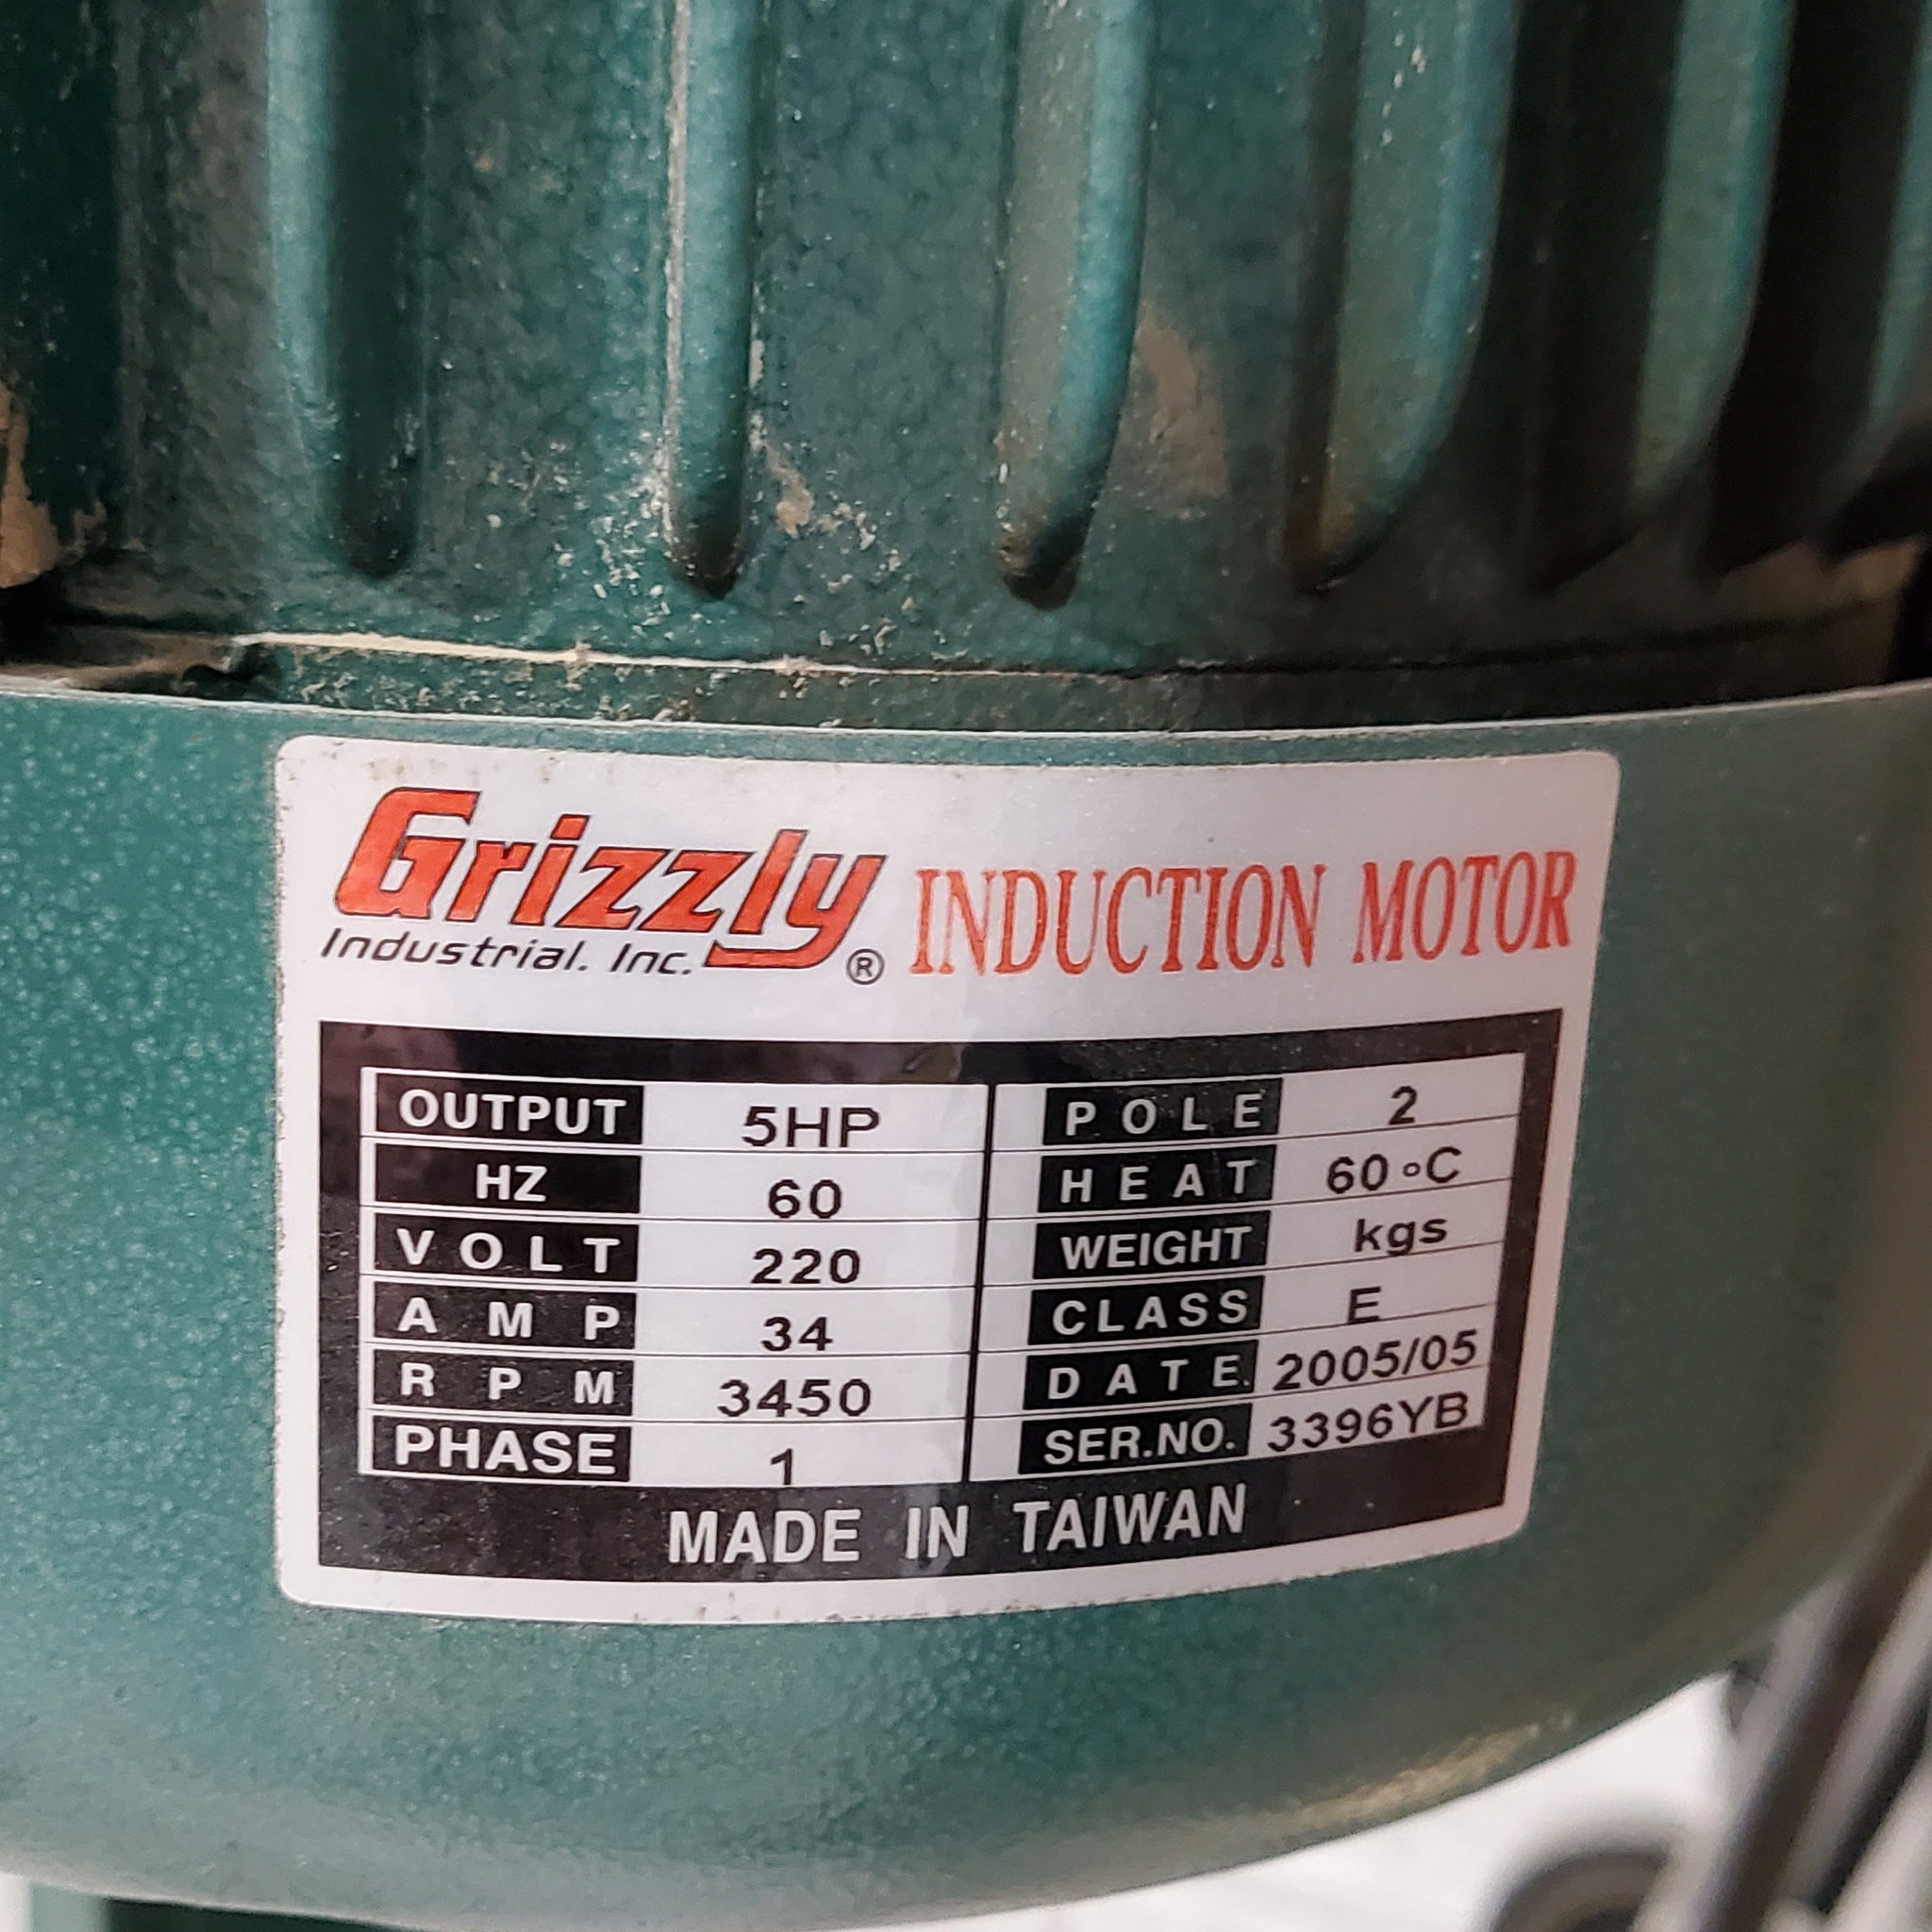 Grizzly
Industrial. Inc. ® INDUCTION MOTOR
OUTPUT 5HP POLE 2
HZ 60 HEAT 60°C
VOLT 220 WEIGHT kgs
AMP 34 CLASS E
RPM 3450 DATE. 2005/05
PHASE 1 SER.NO. 3396YB
MADE IN TAIWAN